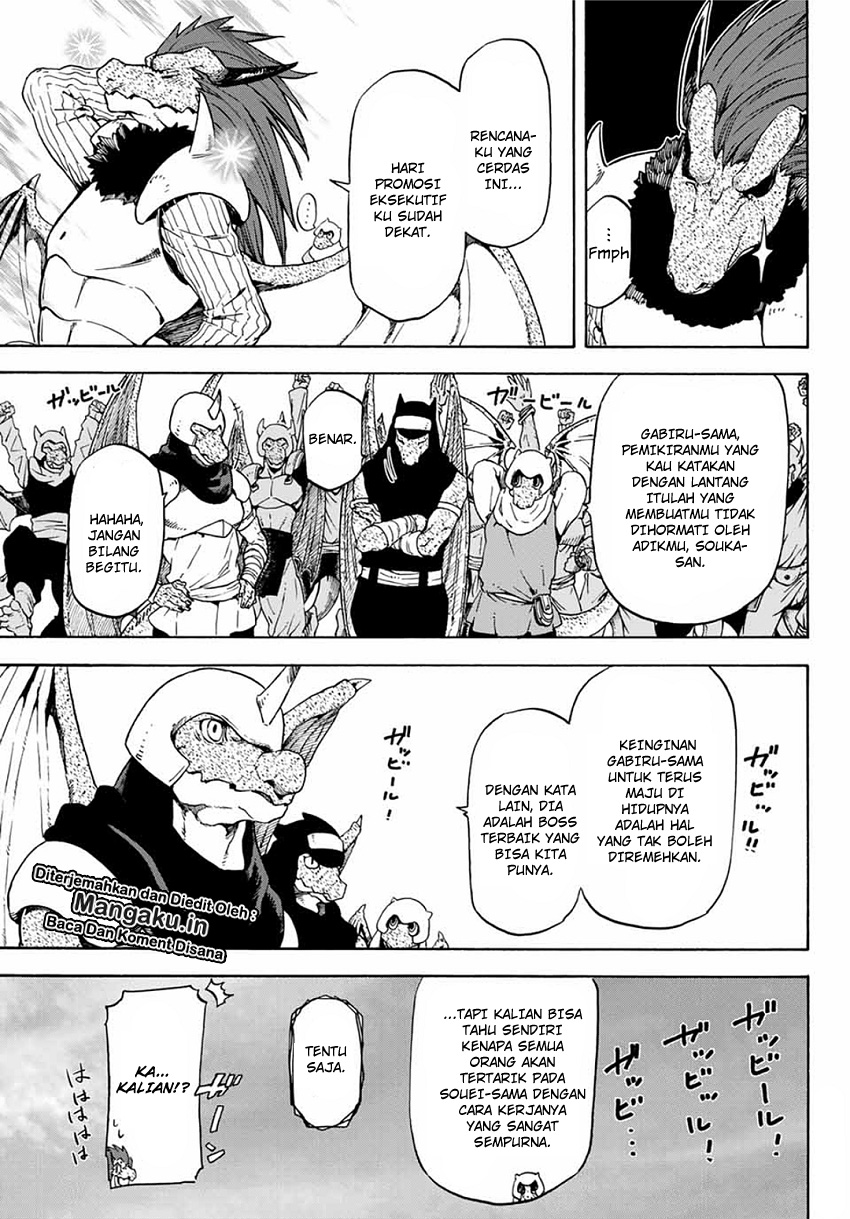 ...
Fmph
RENCANA-
KU YANG
CERDAS
INI...
HARI
PROMOSI
EKSEKUTIF
KU SUDAH
DEKAT.
....
ガービール
GABIRU-SAMA,
PEMIKIRANMU YANG
KAU KATAKAN
DENGAN LANTANG
ITULAH YANG
MEMBUATMU TIDAK
DIHORMATI OLEH
ADIKMU, SOUKA-
SAN.
BENAR.
ガッビール
HAHAHA,
JANGAN
BILANG
BEGITU.
ガッビール!!
KEINGINAN
GABIRU-SAMA
UNTUK TERUS
MAJU DI
HIDUPNYA
ADALAH HAL
YANG TAK BOLEH
DIREMEHKAN.
DENGAN KATA
LAIN, DIA
ADALAH BOSS
TERBAIK YANG
BISA KITA
PUNYA.
ガッビール!
Diterjemahkan dan Diedit Oleh :
Mangaku.in
Baca Dan Koment Disana
ガッビール!
ガッビール!
ガッビ...
...TAPI KALIAN BISA
TAHU SENDIRI
KENAPA SEMUA
ORANG AKAN
TERTARIK PADA
SOUEI-SAMA DENGAN
CARA KERJANYA
YANG SANGAT
SEMPURNA.
TENTU
SAJA.
ガーン
KA...
KALIAN!?
はははははは